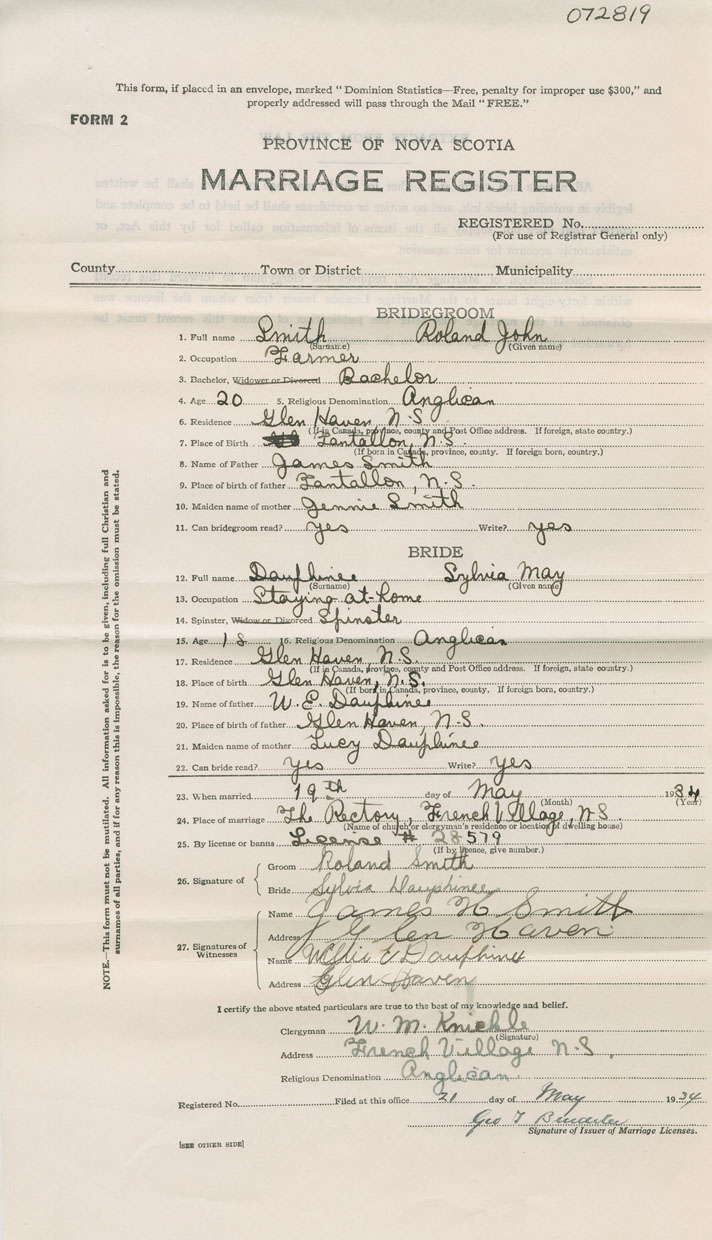 072819
This form, if placed in an envelope, marked "Dominion Statistics—Free, penalty for improper use $300," and
properly addressed will pass through the Mail "FREE."
FORM 2
PROVINCE OF NOVA SCOTIA
MARRIAGE REGISTER
REGISTERED No.
(For use of Registrar General only)
County Town or District Municipality
BRIDEGROOM
1. Full name Smith Roland John
(Surname) (Given name)
2. Occupation Farmer
3. Bachelor, Widower or Divorced Bachelor
4. Age 20 5. Religious Denomination Anglican
6. Residence Glen Haven, N.S.
(If in Canada, province, county and Post Office address. If foreign, state country.)
7. Place of Birth Tantallon, N.S.
(If born in Canada, province, county. If foreign born, country.)
8. Name of Father James Smith
9. Place of birth of father Tantallon, N.S.
10. Maiden name of mother Jennie Smith
11. Can bridegroom read? yes Write? yes
BRIDE
12. Full name Dauphinee Sylvia May
(Surname) (Given name)
13. Occupation Staying at-home
14. Spinster, Widow or Divorced Spinster
15. Age 18 16. Religious Denomination Anglican
17. Residence Glen Haven, N.S.
(If in Canada, province, county and Post Office address. If foreign, state country.)
18. Place of birth Glen Haven, N.S.
(If born in Canada, province, county. If foreign born, country.)
19. Name of father W. E. Dauphinee
20. Place of birth of father Glen Haven, N.S.
21. Maiden name of mother Lucy Dauphinee
22. Can bride read? yes Write? yes
23. When married 19th day of May 1934
(Month) (Year)
24. Place of marriage The Rectory, French Village, N.S.
(Name of church or clergyman's residence or location of dwelling house)
25. By license or banns License # 28579
(If by licence, give number.)
26. Signature of
Groom Roland Smith
Bride Sylvia Dauphinee
27. Signatures of Witnesses
Name James H Smith
Address Glen Haven
Name Willis E Dauphinee
Address Glen Haven
I certify the above stated particulars are true to the best of my knowledge and belief.
Clergyman W. M. Knickle
(Signature)
Address French Village N.S.
Religious Denomination Anglican
Registered No. Filed at this office 21 day of May 1934
Geo T
Signature of Issuer of Marriage Licenses.
[SEE OTHER SIDE]
NOTE.—This form must not be mutilated. All information asked for is to be given, including full Christian and
surnames of all parties, and if for any reason this is impossible, the reason for the omission must be stated.